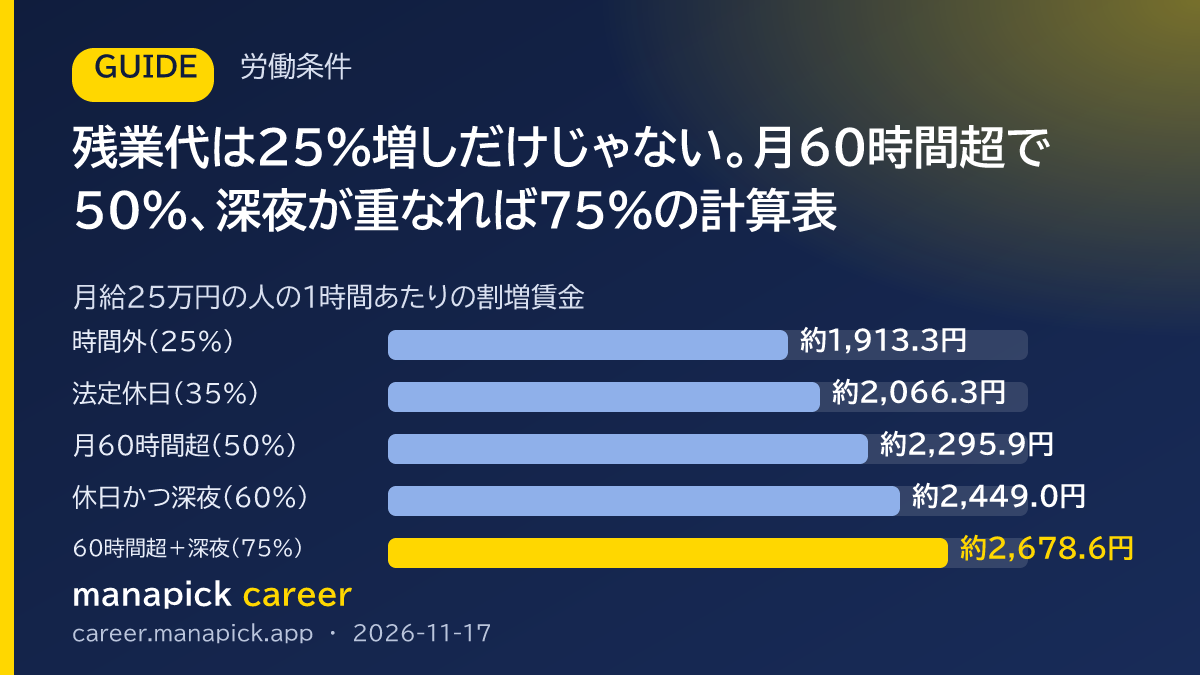 GUIDE 労働条件
残業代は25%増しだけじゃない。月60時間超で
50%、深夜が重なれば75%の計算表
月給25万円の人の1時間あたりの割増賃金
時間外(25%) 約1,913.3円
法定休日(35%) 約2,066.3円
月60時間超(50%) 約2,295.9円
休日かつ深夜(60%) 約2,449.0円
60時間超+深夜(75%) 約2,678.6円
manapick career
career.manapick.app ・ 2026-11-17